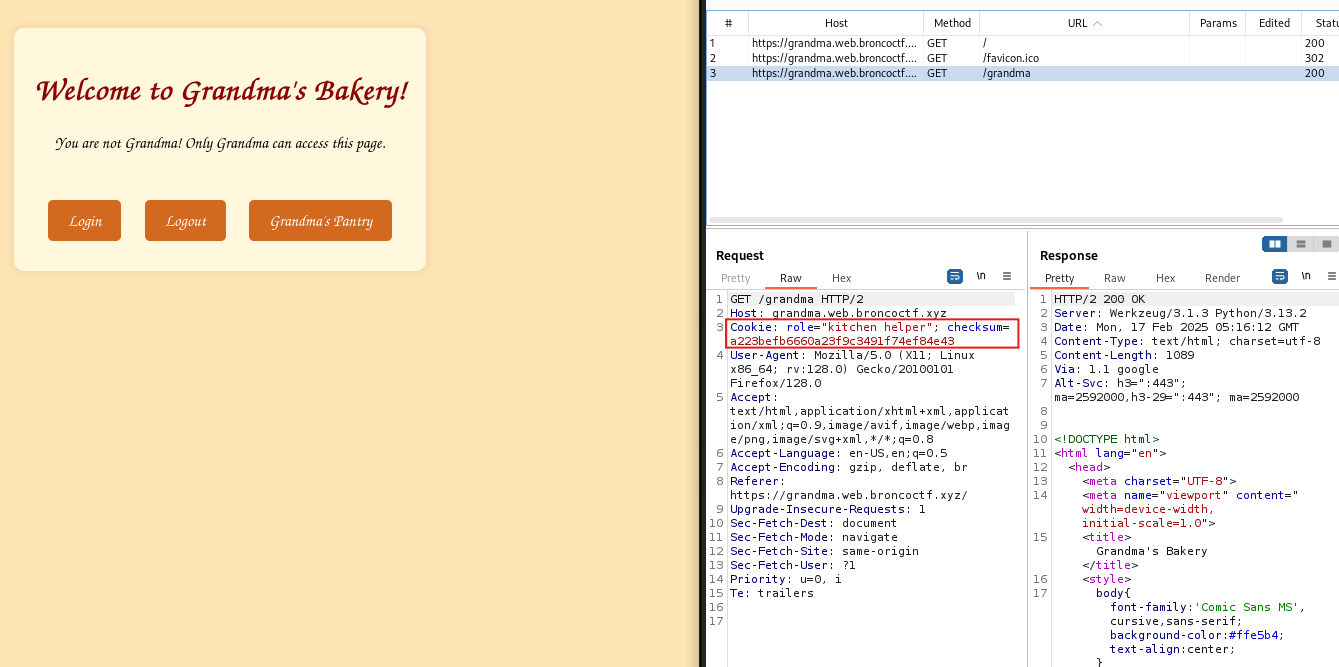 Welcome to Grandma's Bakery!
You are not Grandma! Only Grandma can access this page.
Login Logout Grandma's Pantry
# Host Method URL Params Edited
1 https://grandma.web.broncoctf.... GET / 200
2 https://grandma.web.broncoctf.... GET /favicon.ico 302
3 https://grandma.web.broncoctf.... GET /grandma 200
Request
Pretty Raw Hex \n
1 GET /grandma HTTP/2
2 Host: grandma.web.broncoctf.xyz
3 Cookie: role="kitchen helper"; checksum=
a223befb6660a23f9c3491f74ef84e43
4 User-Agent: Mozilla/5.0 (X11; Linux
x86_64; rv:128.0) Gecko/20100101
Firefox/128.0
5 Accept:
text/html,application/xhtml+xml,applicat
ion/xml;q=0.9,image/avif,image/webp,imag
e/png,image/svg+xml,*/*;q=0.8
6 Accept-Language: en-US,en;q=0.5
7 Accept-Encoding: gzip, deflate, br
8 Referer:
https://grandma.web.broncoctf.xyz/
9 Upgrade-Insecure-Requests: 1
10 Sec-Fetch-Dest: document
11 Sec-Fetch-Mode: navigate
12 Sec-Fetch-Site: same-origin
13 Sec-Fetch-User: ?1
14 Priority: u=0, i
15 Te: trailers
16
17
Response
Pretty Raw Hex Render \n
1 HTTP/2 200 OK
2 Server: Werkzeug/3.1.3 Python/3.13.2
3 Date: Mon, 17 Feb 2025 05:16:12 GMT
4 Content-Type: text/html; charset=utf-8
5 Content-Length: 1089
6 Via: 1.1 google
7 Alt-Svc: h3=":443";
ma=2592000,h3-29=":443"; ma=2592000
8
9
10 <!DOCTYPE html>
11 <html lang="en">
12 <head>
13 <meta charset="UTF-8">
14 <meta name="viewport" content="
width=device-width,
initial-scale=1.0">
15 <title>
Grandma's Bakery
</title>
16 <style>
17 body{
font-family:'Comic Sans MS',
cursive,sans-serif;
background-color:#ffe5b4;
text-align:center;
}